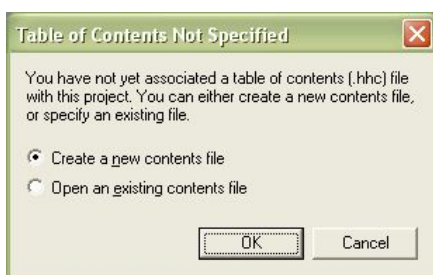 Table of Contents Not Specified
You have not yet associated a table of contents (.hhc) file
with this project. You can either create a new contents file,
or specify an existing file.
Create a new contents file
Open an existing contents file
OK
Cancel